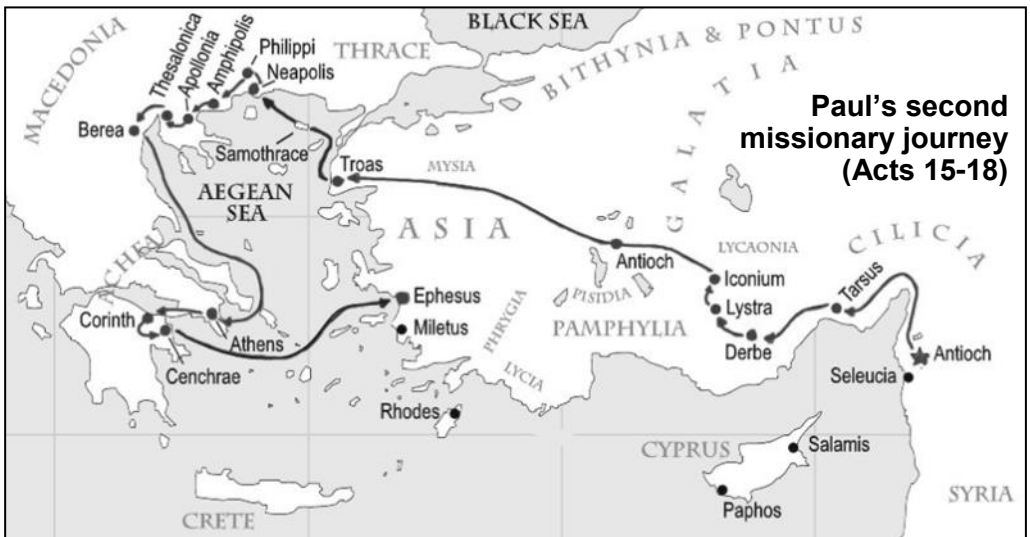 BLACK SEA
MACEDONIA
Thesalonica
Apollonia
Amphipolis
Philippi
Neapolis
THRACE
BITHYNIA & PONTUS
GALATIA
Paul's second
missionary journey
(Acts 15-18)
Berea
Samothrace
Troas
MYSIA
AEGEAN
SEA
ASIA
LYCAONIA
CILICIA
Antioch
Iconium
Tarsus
ACHEA
Ephesus
PISIDIA
Lystra
Corinth
Miletus
PHRYGIA
PAMPHYLIA
Athens
Derbe
Antioch
Cenchrae
LYCIA
Seleucia
Rhodes
CYPRUS
Salamis
SYRIA
Paphos
CRETE